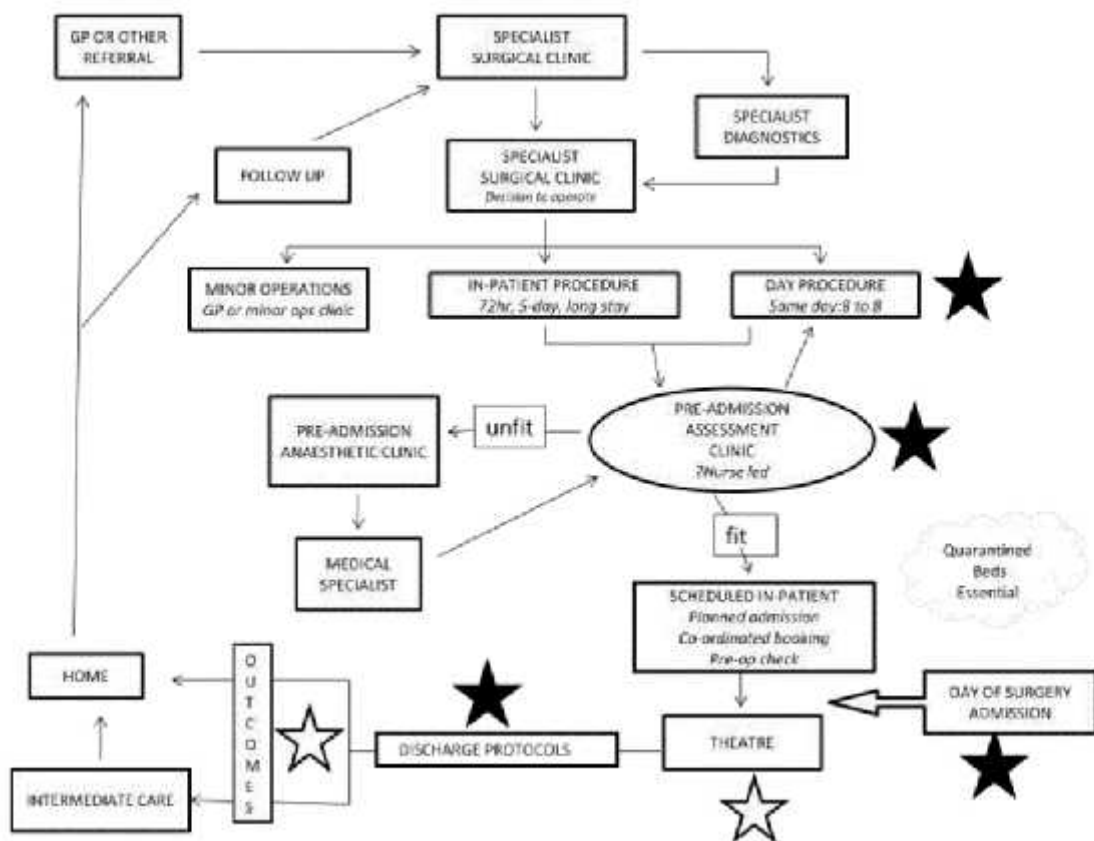 GP OR OTHER
REFERRAL
SPECIALIST
SURGICAL CLINIC
SPECIALIST
DIAGNOSTICS
FOLLOW UP
SPECIALIST
SURGICAL CLINIC
Decision to operate
MINOR OPERATIONS
GP or minor ops clinic
IN-PATIENT PROCEDURE
72hr, 5-day, long stay
DAY PROCEDURE
Same day:8 to 8
PRE-ADMISSION
ANAESTHETIC CLINIC
unfit
PRE-ADMISSION
ASSESSMENT
CLINIC
?Nurse led
fit
MEDICAL
SPECIALIST
Quarantined
Beds
Essential
SCHEDULED IN-PATIENT
Planned admission
Co-ordinated booking
Pre-op check
HOME
OUTCOMES
DAY OF SURGERY
ADMISSION
DISCHARGE PROTOCOLS
THEATRE
INTERMEDIATE CARE